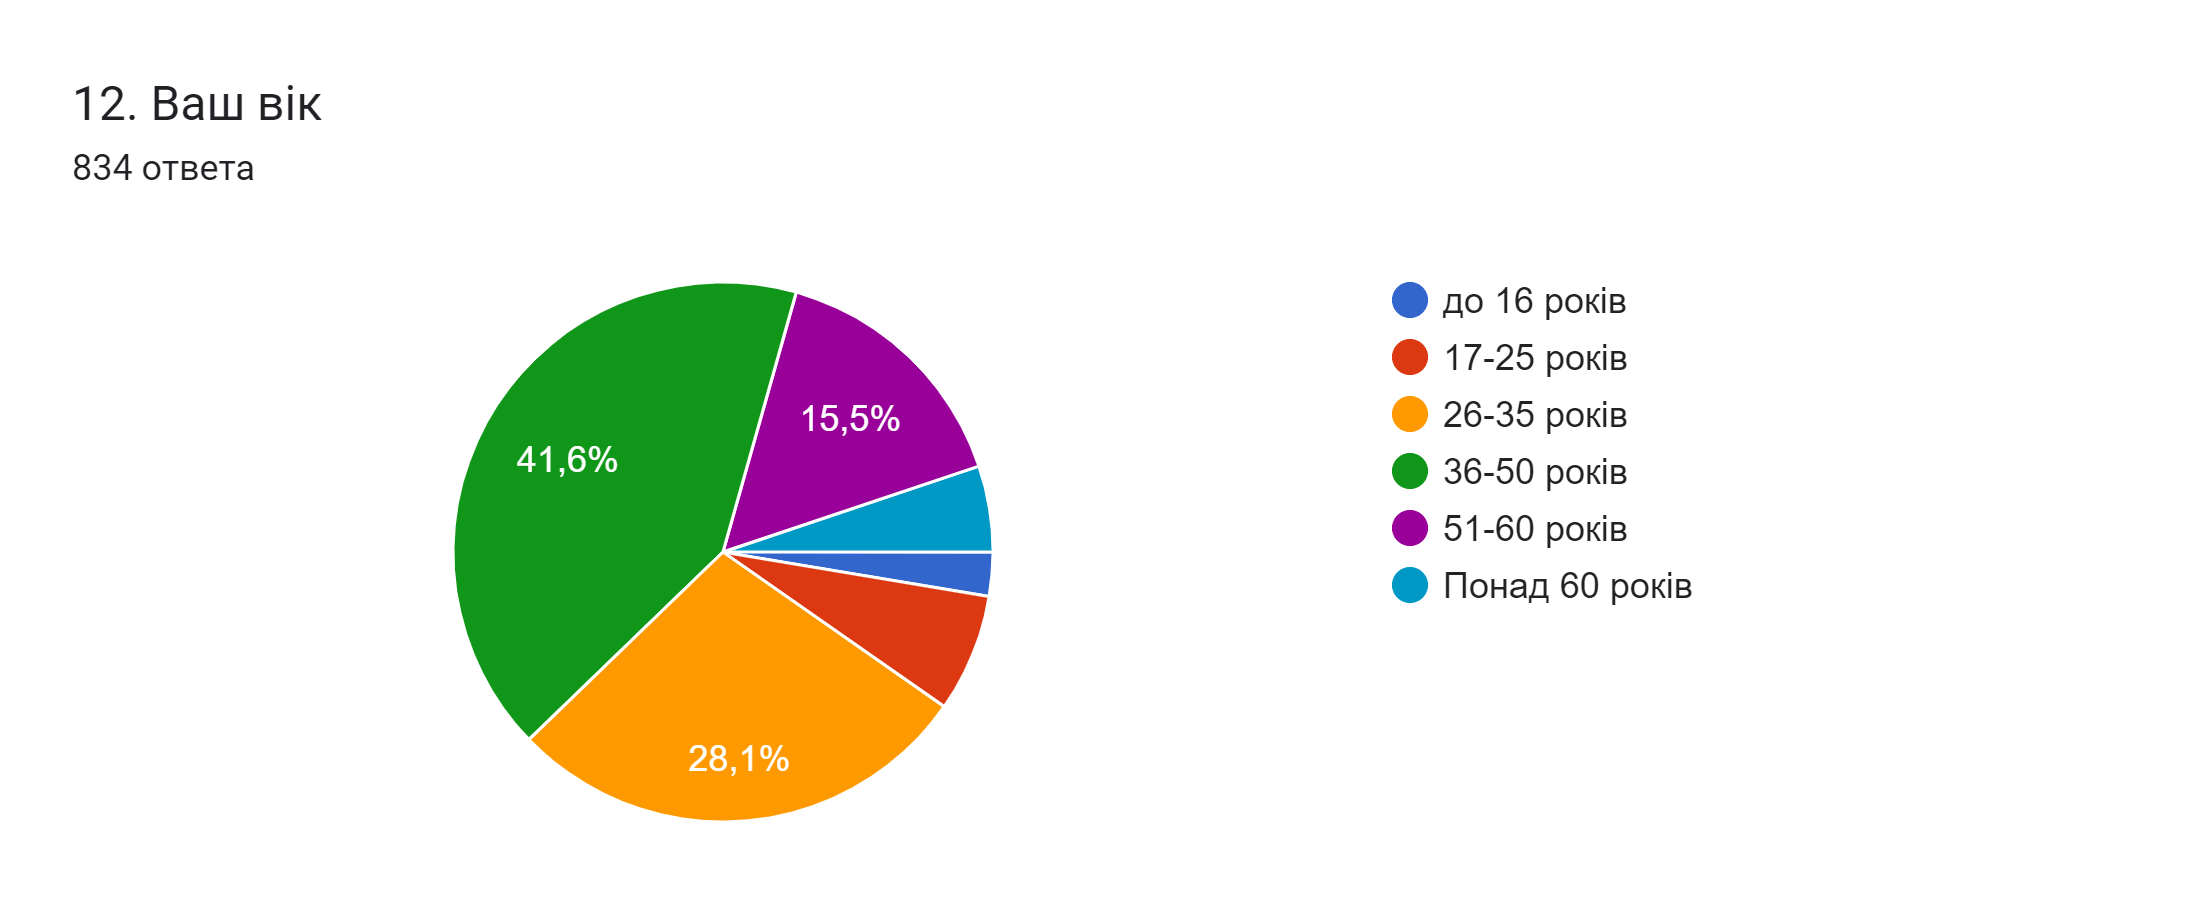 12. Ваш вік
834 ответа
41,6%
15,5%
28,1%
до 16 років
17-25 років
26-35 років
36-50 років
51-60 років
Понад 60 років